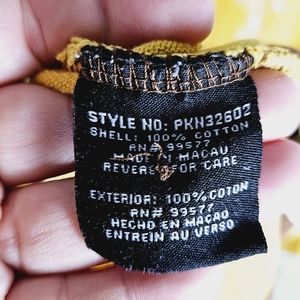 STYLE NO: PKN32602
SHELL: 100% COTTON
RN# 99577
MADE IN MACAU
REVERS FOR CARE
EXTERIOR: 100% COTON
RN# 99577
HECHO EN MACAO
ENTREIN AU VERSO